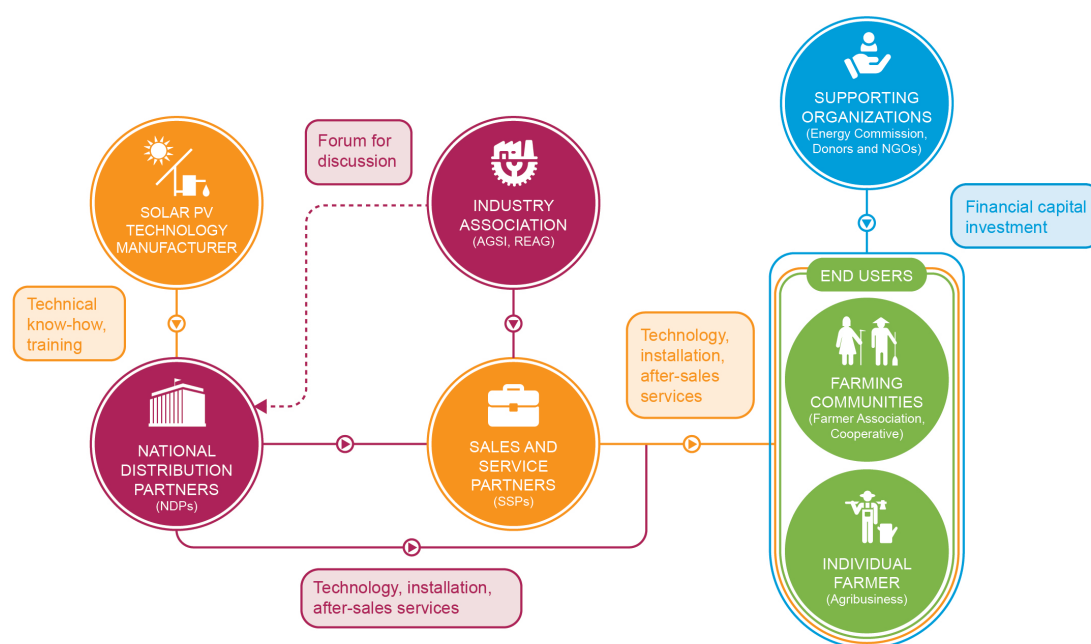 SUPPORTING
ORGANIZATIONS
(Energy Commission,
Donors and NGOs)
Forum for
discussion
SOLAR PV
TECHNOLOGY
MANUFACTURER
INDUSTRY
ASSOCIATION
(AGSI, REAG)
Financial capital
investment
END USERS
Technical
know-how,
training
Technology,
installation,
after-sales
services
FARMING
COMMUNITIES
(Farmer Association,
Cooperative)
NATIONAL
DISTRIBUTION
PARTNERS
(NDPs)
SALES AND
SERVICE
PARTNERS
(SSPs)
INDIVIDUAL
FARMER
(Agribusiness)
Technology, installation,
after-sales services